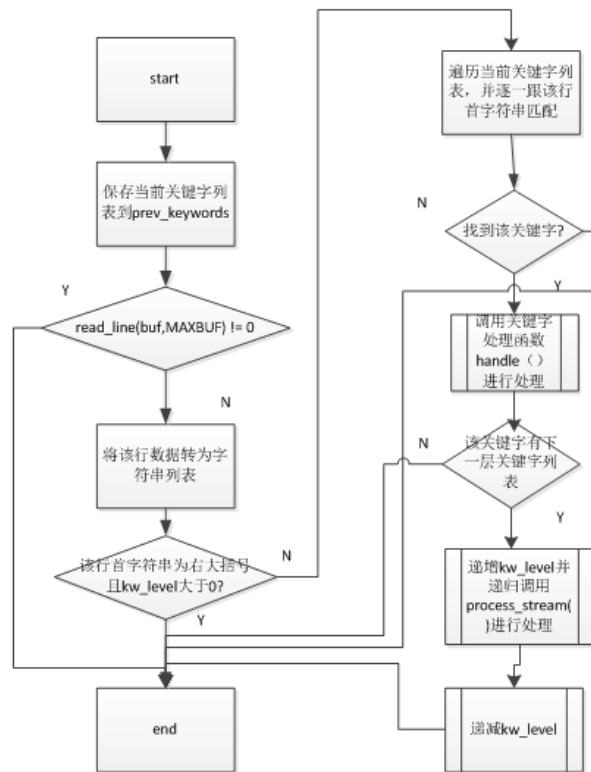 start
保存当前关键字列
表到prev_keywords
Y
read_line(buf,MAXBUF) != 0
N
将该行数据转为字
符串列表
该行首字符串为右大括号
且kw_level大于0?
N
Y
end
遍历当前关键字列
表，并逐一跟该行
首字符串匹配
N
找到该关键字?
Y
调用关键字
处理函数
handle（）
进行处理
N
该关键字有下
一层关键字列
表
Y
递增kw_level并
递归调用
process_stream(
)进行处理
递减kw_level